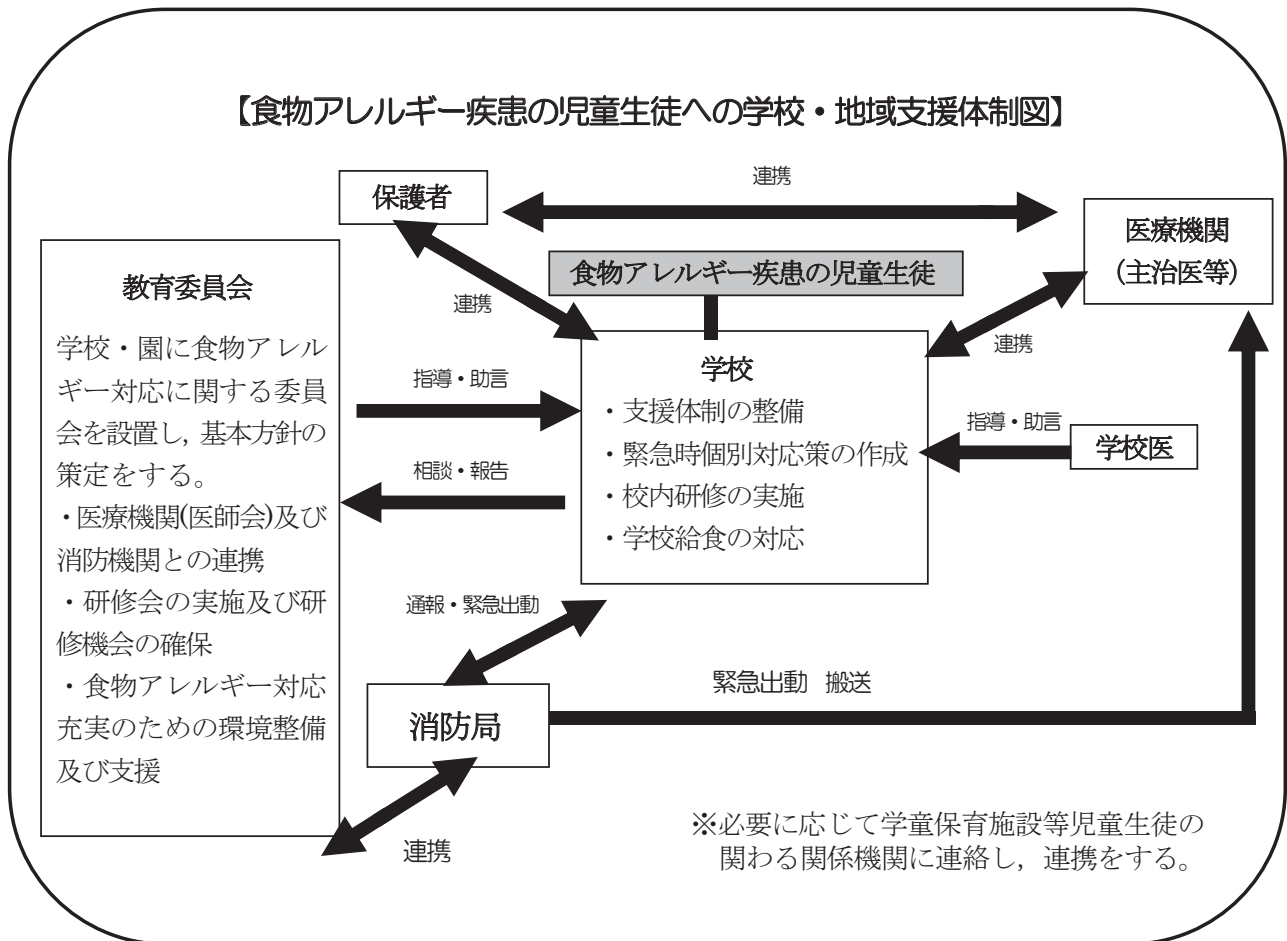 【食物アレルギー疾患の児童生徒への学校・地域支援体制図】
連携
保護者
医療機関
(主治医等)
教育委員会
学校・園に食物アレル
ギー対応に関する委員
会を設置し，基本方針の
策定をする。
・医療機関(医師会)及び
消防機関との連携
・研修会の実施及び研
修機会の確保
・食物アレルギー対応
充実のための環境整備
及び支援
食物アレルギー疾患の児童生徒
連携
連携
指導・助言
相談・報告
学校
・支援体制の整備
・緊急時個別対応策の作成
・校内研修の実施
・学校給食の対応
指導・助言
学校医
通報・緊急出動
緊急出動 搬送
消防局
連携
※必要に応じて学童保育施設等児童生徒の
関わる関係機関に連絡し，連携をする。